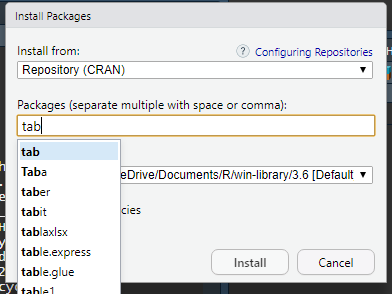 Install Packages
Install from:
? Configuring Repositories
Repository (CRAN)
Packages (separate multiple with space or comma):
tab
tab
Taba
eDrive/Documents/R/win-library/3.6 [Default
taber
tabit
cies
tablaxlsx
table.express
table.glue
Install Cancel
table1